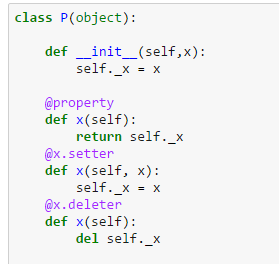 class P(object):
def __init__(self,x):
self._x = x
@property
def x(self):
return self._x
@x.setter
def x(self, x):
self._x = x
@x.deleter
def x(self):
del self._x